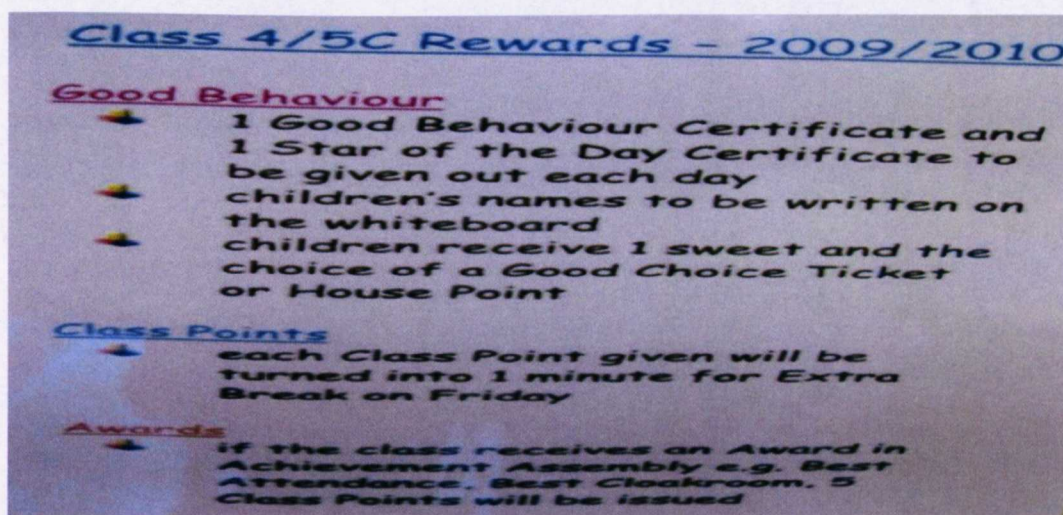 Class 4/5C Rewards - 2009/2010
Good Behaviour
1 Good Behaviour Certificate and
1 Star of the Day Certificate to
be given out each day
children's names to be written on
the whiteboard
children receive 1 sweet and the
choice of a Good Choice Ticket
or House Point
Class Points
each Class Point given will be
turned into 1 minute for Extra
Break on Friday
Awards
if the class receives an Award in
Achievement Assembly e.g. Best
Attendance, Best Cloakroom, 5
Class Points will be issued